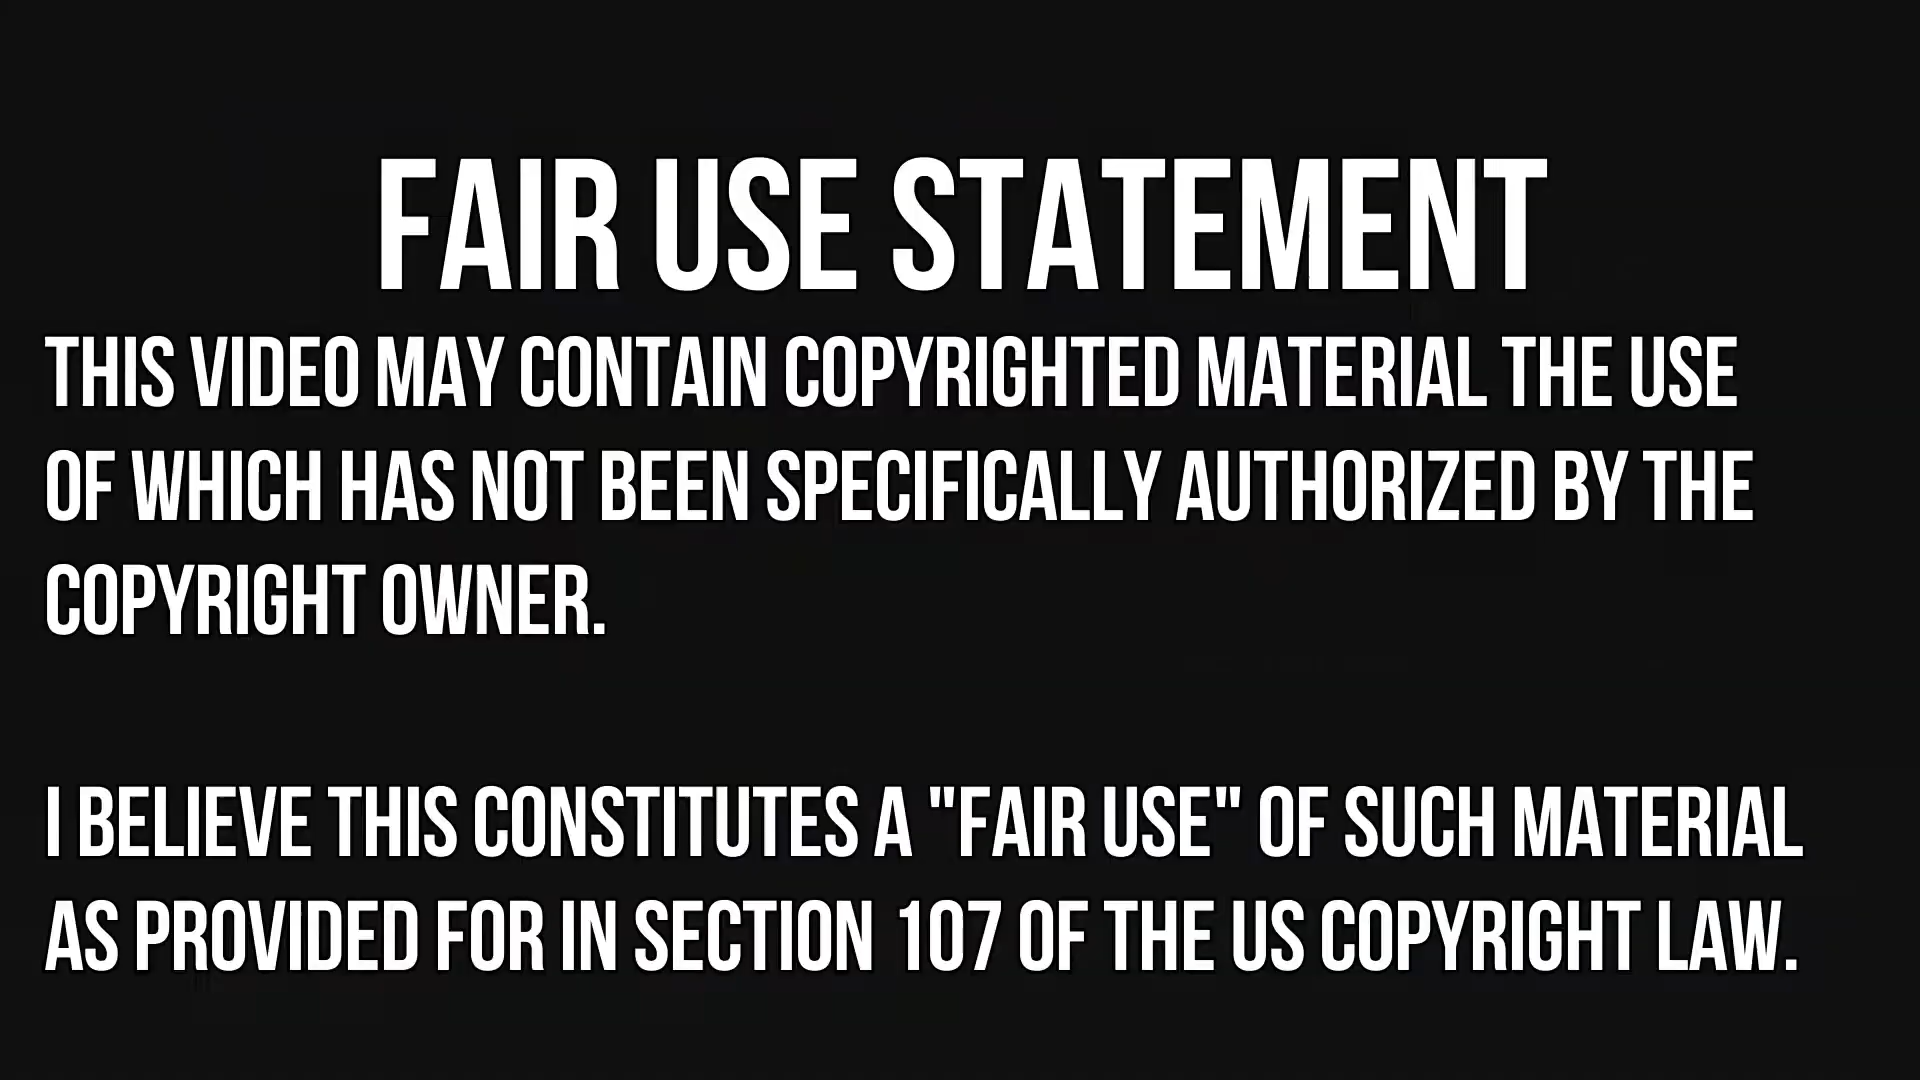 FAIR USE STATEMENT
THIS VIDEO MAY CONTAIN COPYRIGHTED MATERIAL THE USE
OF WHICH HAS NOT BEEN SPECIFICALLY AUTHORIZED BY THE
COPYRIGHT OWNER.
I BELIEVE THIS CONSTITUTES A "FAIR USE" OF SUCH MATERIAL
AS PROVIDED FOR IN SECTION 107 OF THE US COPYRIGHT LAW.